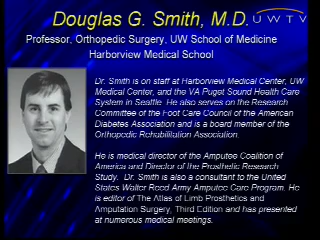 Douglas G. Smith, M.D.
UWTV
Professor, Orthopedic Surgery, UW School of Medicine
Harborview Medical School
Dr. Smith is on staff at Harborview Medical Center, UW
Medical Center, and the VA Puget Sound Health Care
System in Seattle. He also serves on the Research
Committee of the Foot Care Council of the American
Diabetes Association and is a board member of the
Orthopedic Rehabilitation Association.
He is medical director of the Amputee Coalition of
America and Director of the Prosthetic Research
Study. Dr. Smith is also a consultant to the United
States Walter Reed Army Amputee Care Program. He
is editor of The Atlas of Limb Prosthetics and
Amputation Surgery, Third Edition and has presented
at numerous medical meetings.